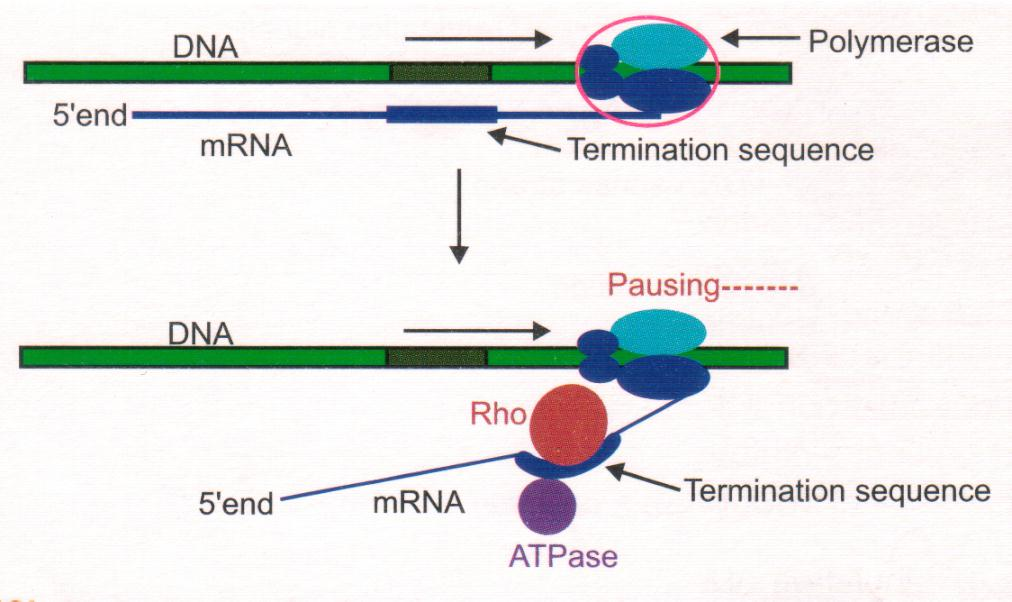 DNA
Polymerase
5'end
mRNA
Termination sequence
Pausing-------
DNA
Rho
Termination sequence
5'end
mRNA
ATPase